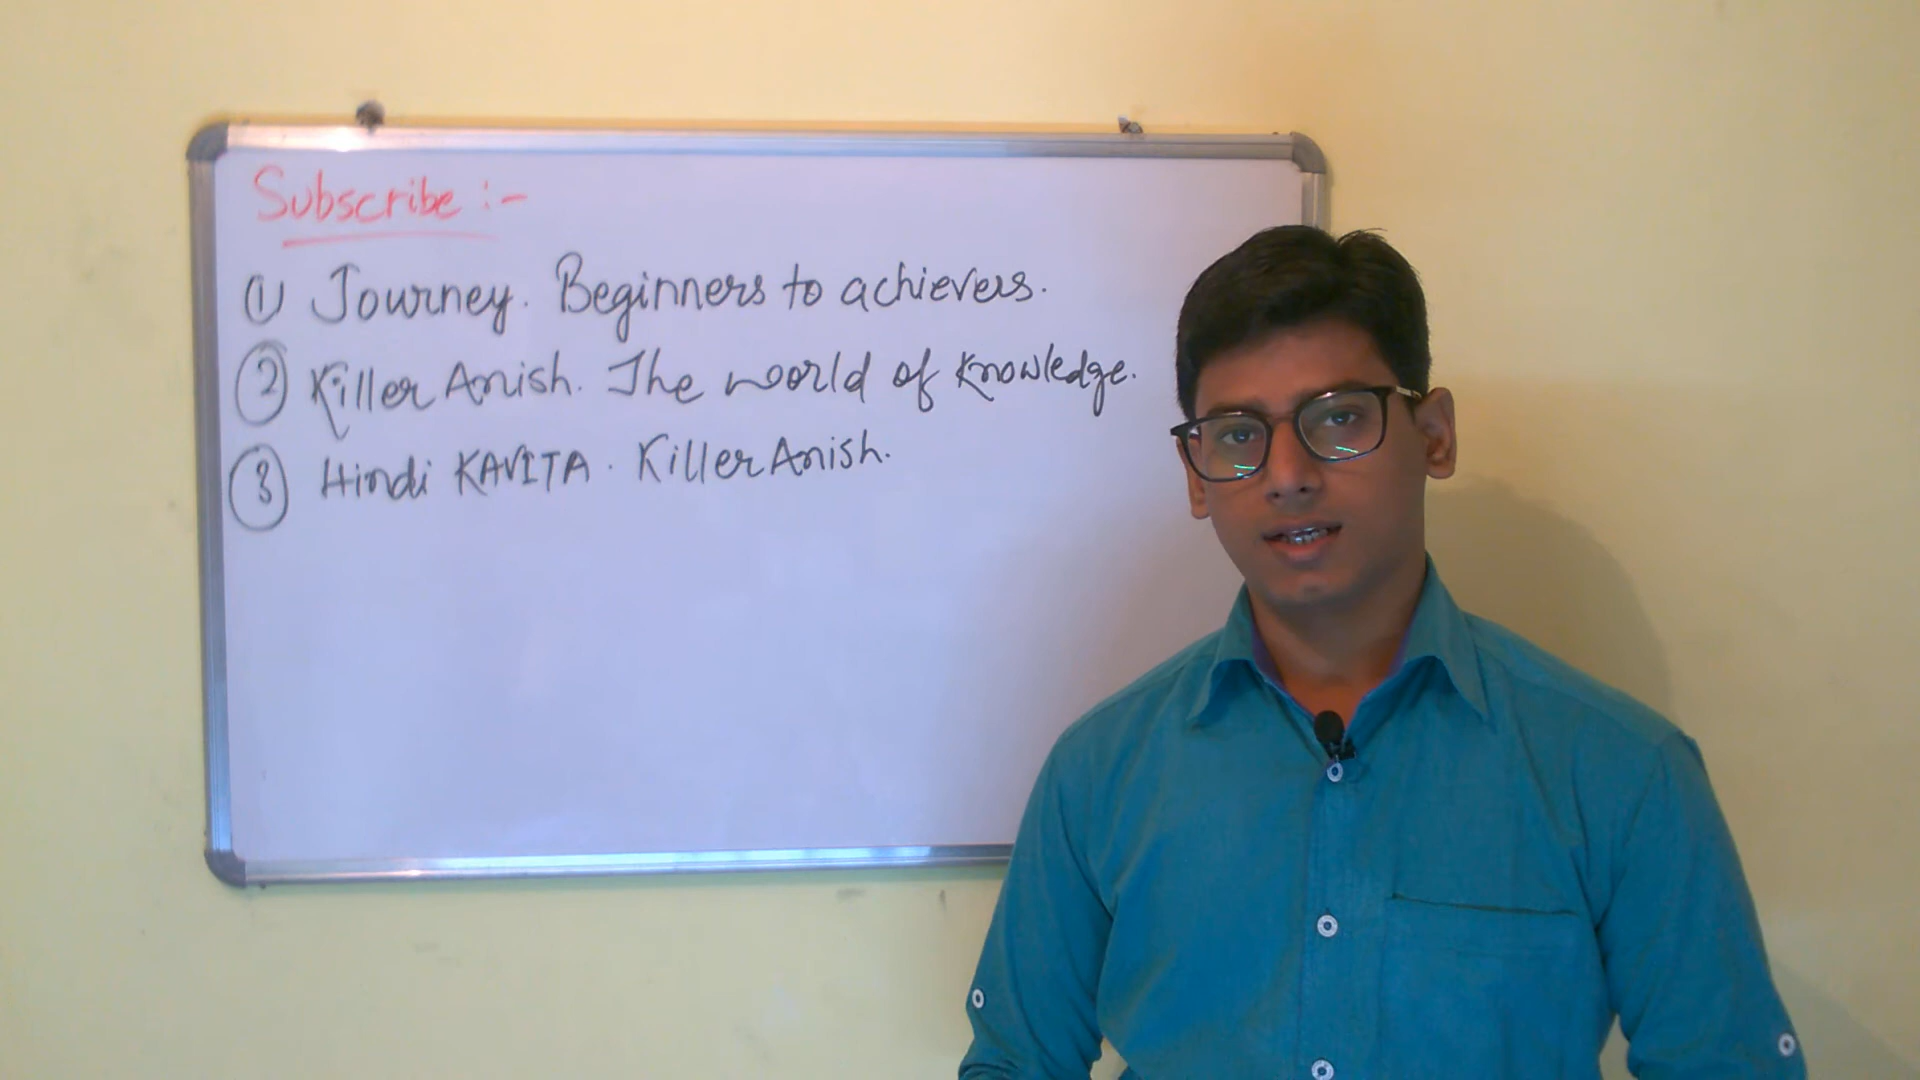 Subscribe :-
① Journey. Beginners to achievers.
② Killer Anish. The world of Knowledge.
③ Hindi KAVITA. Killer Anish.